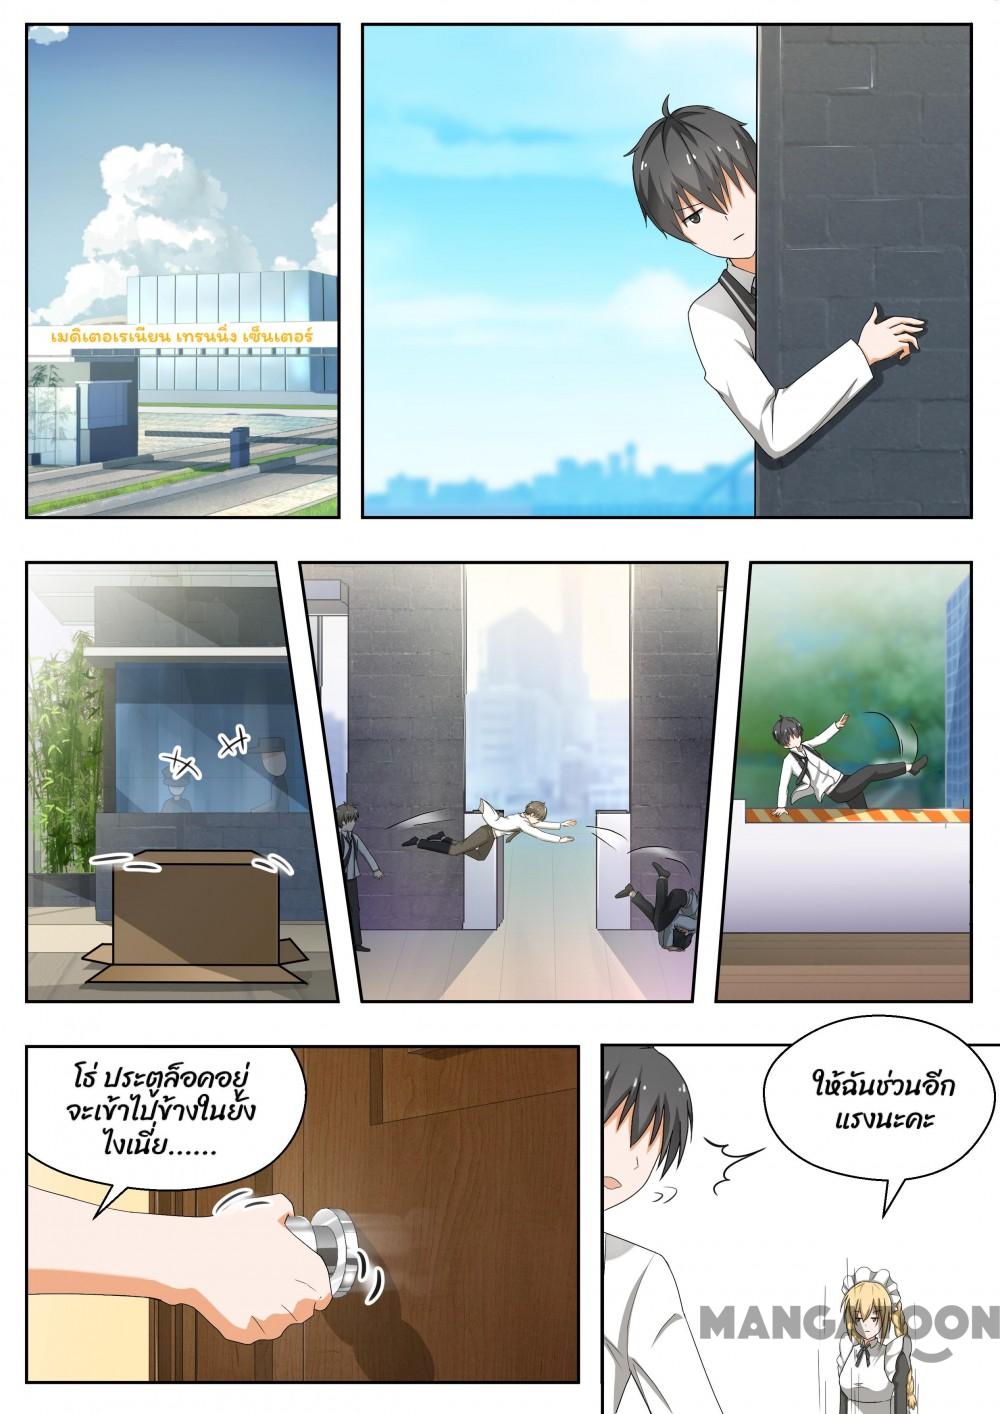 เมดิเตอเรเนียน เทรนนิ่ง เซ็นเตอร์
โธ่ ประตูล็อคอยู่
จะเข้าไปข้างในยัง
ไงเนี่ย......
ให้ฉันช่วยอีก
แรงนะคะ
MANGATOON